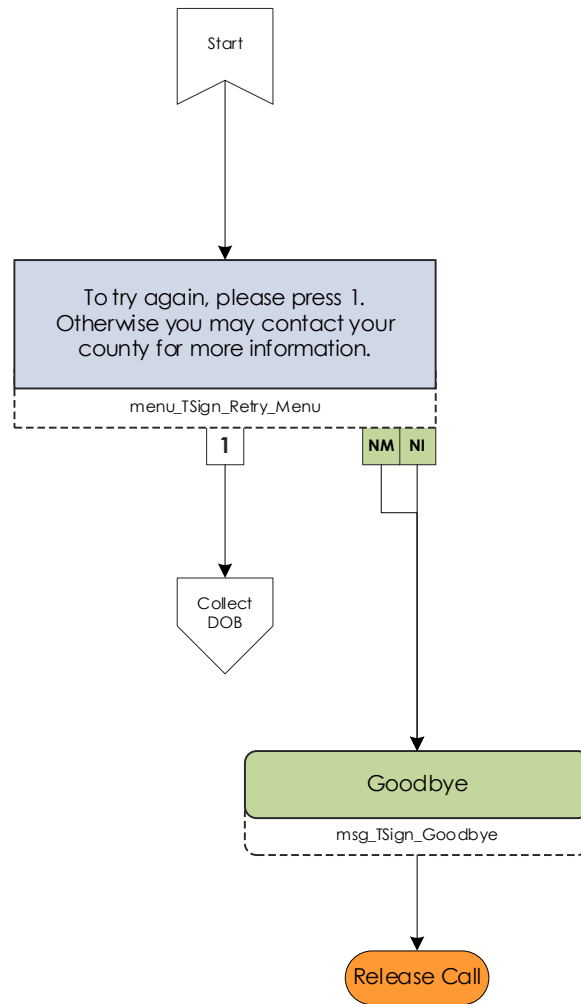 Start
To try again, please press 1.
Otherwise you may contact your
county for more information.
menu_TSign_Retry_Menu
1
NM NI
Collect
DOB
Goodbye
msg_TSign_Goodbye
Release Call